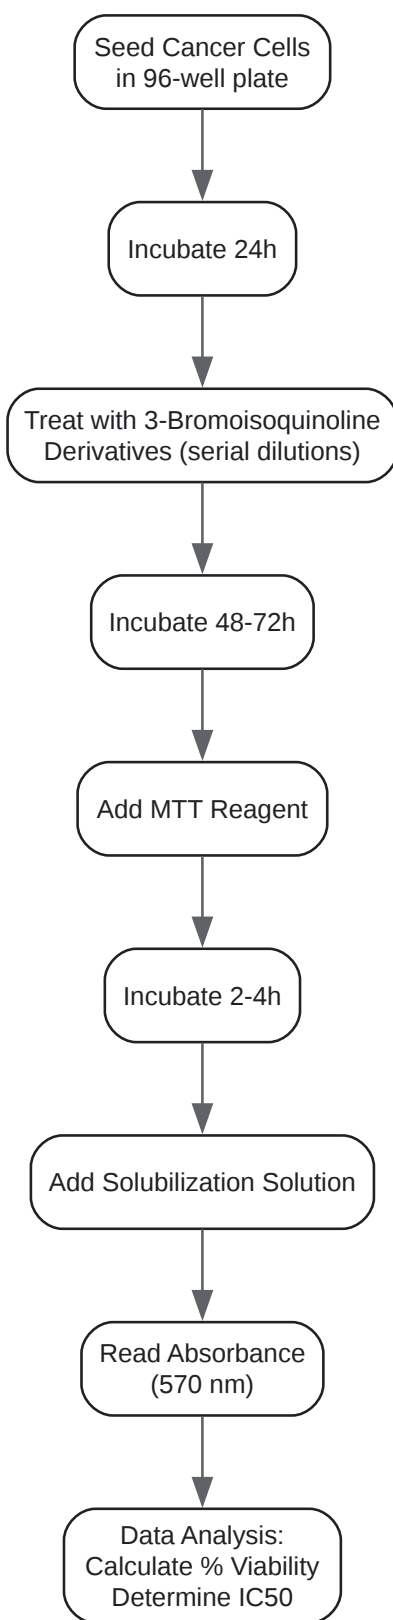 Seed Cancer Cells
in 96-well plate
Incubate 24h
Treat with 3-Bromoisoquinoline
Derivatives (serial dilutions)
Incubate 48-72h
Add MTT Reagent
Incubate 2-4h
Add Solubilization Solution
Read Absorbance
(570 nm)
Data Analysis:
Calculate % Viability
Determine IC50